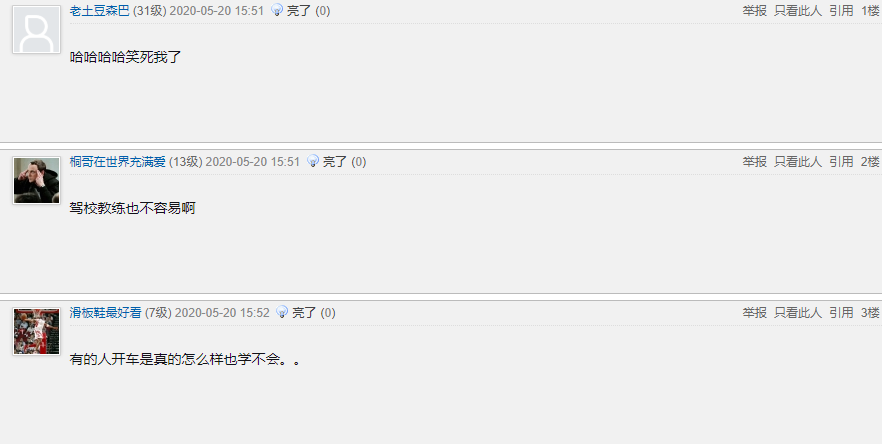 老土豆森巴 (31级) 2020-05-20 15:51 亮了 (0) 举报 只看此人 引用 1楼
哈哈哈哈笑死我了
桐哥在世界充满爱 (13级) 2020-05-20 15:51 亮了 (0) 举报 只看此人 引用 2楼
驾校教练也不容易啊
滑板鞋最好看 (7级) 2020-05-20 15:52 亮了 (0) 举报 只看此人 引用 3楼
有的人开车是真的怎么样也学不会。。